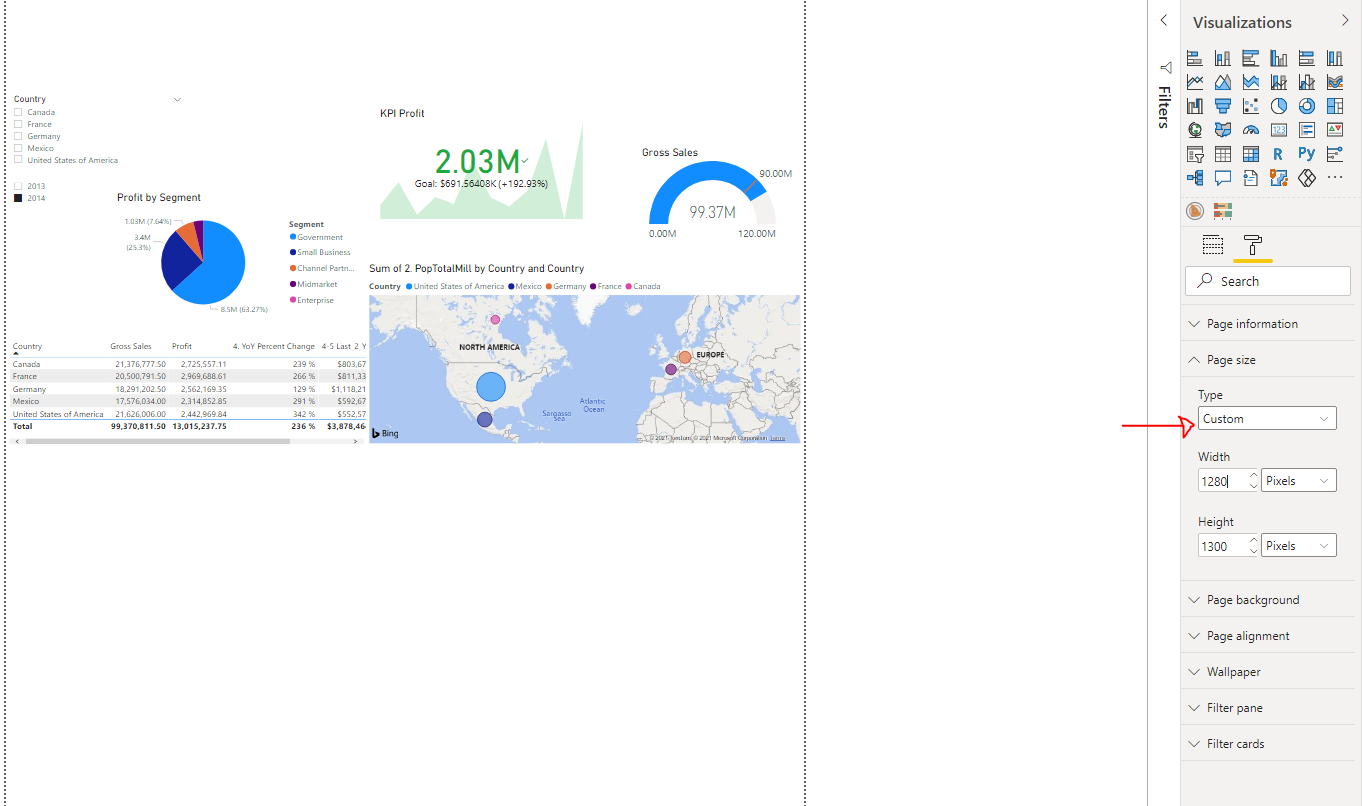 Country
Canada
France
Germany
Mexico
United States of America
2013
2014
Profit by Segment
1.03M (7.64%)
3.4M
(25.3%)
8.5M (63.27%)
Segment
Government
Small Business
Channel Partn...
Midmarket
Enterprise
KPI Profit
2.03M
Goal: $691.56408K (+192.93%)
Gross Sales
90.00M
99.37M
0.00M
120.00M
Sum of 2. PopTotalMill by Country and Country
Country United States of America Mexico Germany France Canada
NORTH AMERICA
EUROPE
Atlantic
Ocean
Sargasso
Sea
Bing
© 2021 TomTom, © 2021 Microsoft Corporation Terms
Country Gross Sales Profit 4. YoY Percent Change 4-5 Last 2 Y
Canada 21,376,777.50 2,725,557.11 239 % $803,67
France 20,500,791.50 2,969,688.61 266 % $811,33
Germany 18,291,202.50 2,562,169.35 129 % $1,118,21
Mexico 17,576,034.00 2,314,852.85 291 % $592,67
United States of America 21,626,006.00 2,442,969.84 342 % $552,57
Total 99,370,811.50 13,015,237.75 236 % $3,878,46
Filters
Visualizations
123
R Py
...
Search
Page information
Page size
Type
Custom
Width
1280 Pixels
Height
1300 Pixels
Page background
Page alignment
Wallpaper
Filter pane
Filter cards